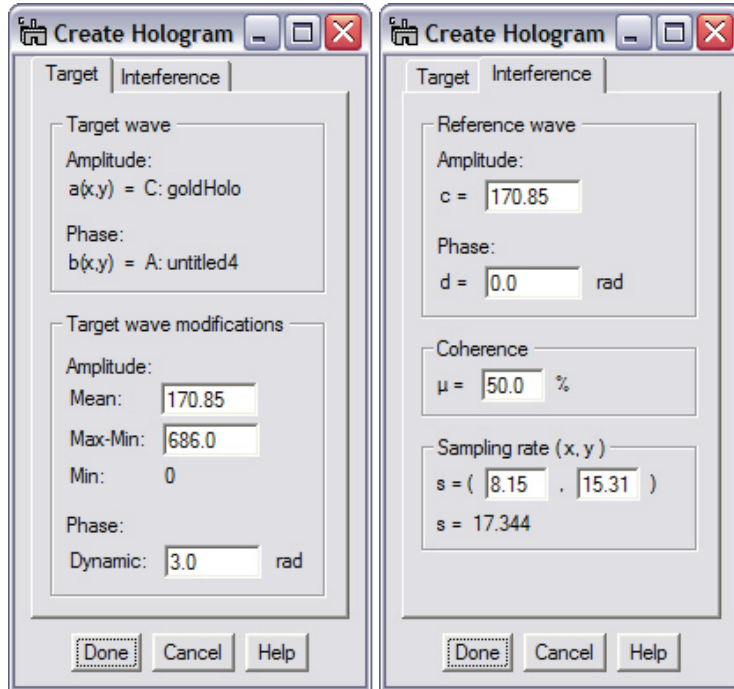 Create Hologram
Target Interference
Target wave
Amplitude:
a(x,y) = C: goldHolo
Phase:
b(x,y) = A: untitled4
Target wave modifications
Amplitude:
Mean: 170.85
Max-Min: 686.0
Min: 0
Phase:
Dynamic: 3.0 rad
Done Cancel Help
Create Hologram
Target Interference
Reference wave
Amplitude:
c = 170.85
Phase:
d = 0.0 rad
Coherence
µ = 50.0 %
Sampling rate (x, y)
s = ( 8.15 , 15.31 )
s = 17.344
Done Cancel Help